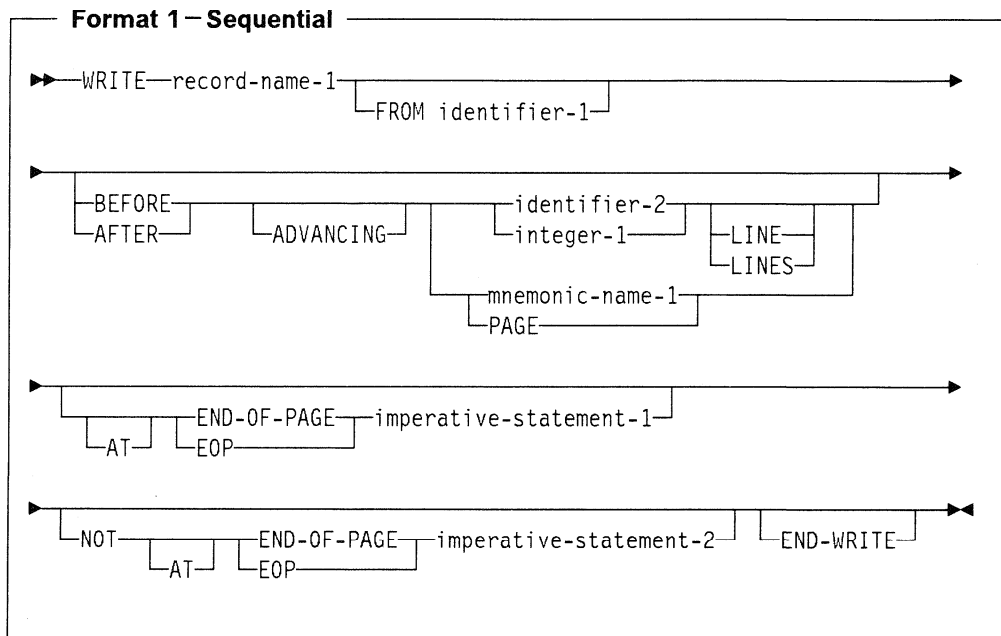 Format 1—Sequential
WRITE record-name-1
FROM identifier-1
BEFORE identifier-2
AFTER ADVANCING integer-1 LINE
LINES
mnemonic-name-1
PAGE
END-OF-PAGE imperative-statement-1
AT EOP
NOT END-OF-PAGE imperative-statement-2 END-WRITE
AT EOP